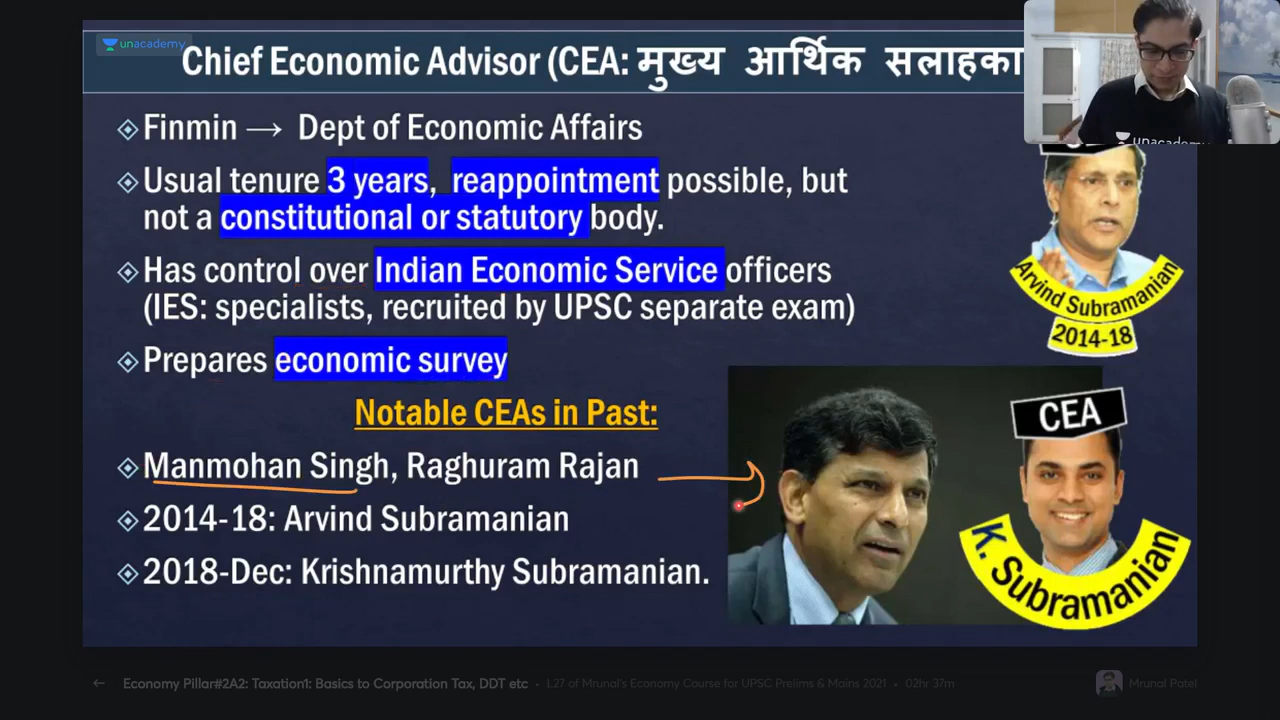 unacademy
Chief Economic Advisor (CEA: मुख्य आर्थिक सलाहका
Finmin → Dept of Economic Affairs
Usual tenure 3 years, reappointment possible, but
not a constitutional or statutory body.
Has control over Indian Economic Service officers
(IES: specialists, recruited by UPSC separate exam)
Prepares economic survey
Notable CEAs in Past:
Manmohan Singh, Raghuram Rajan
2014-18: Arvind Subramanian
2018-Dec: Krishnamurthy Subramanian.
unacademy
Arvind Subramanian
2014-18
CEA
K. Subramanian
← Economy Pillar#2A2: Taxation1: Basics to Corporation Tax, DDT etc • L27 of Mrunal's Economy Course for UPSC Prelims & Mains 2021 • 02hr 37m
Mrunal Patel